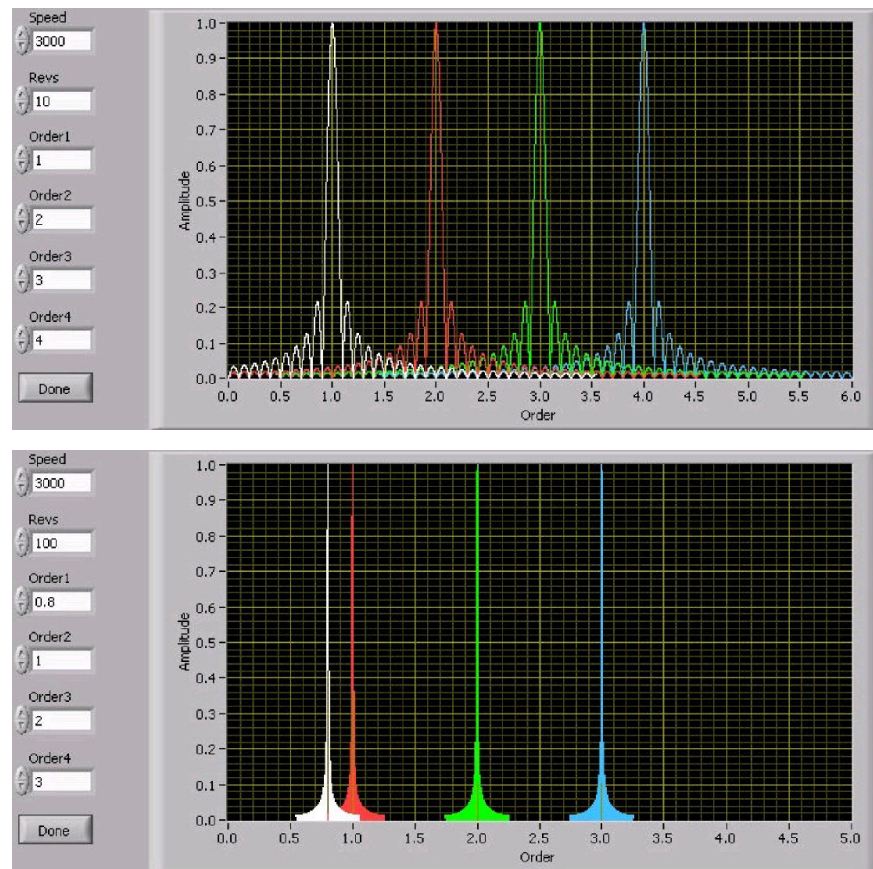 Speed
3000
Revs
10
Order1
1
Order2
2
Order3
3
Order4
4
Done
Amplitude
1.0
0.9
0.8
0.7
0.6
0.5
0.4
0.3
0.2
0.1
0.0
0.0 0.5 1.0 1.5 2.0 2.5 3.0 3.5 4.0 4.5 5.0 5.5 6.0
Order
Speed
3000
Revs
100
Order1
0.8
Order2
1
Order3
2
Order4
3
Done
Amplitude
1.0
0.9
0.8
0.7
0.6
0.5
0.4
0.3
0.2
0.1
0.0
0.0 0.5 1.0 1.5 2.0 2.5 3.0 3.5 4.0 4.5 5.0
Order